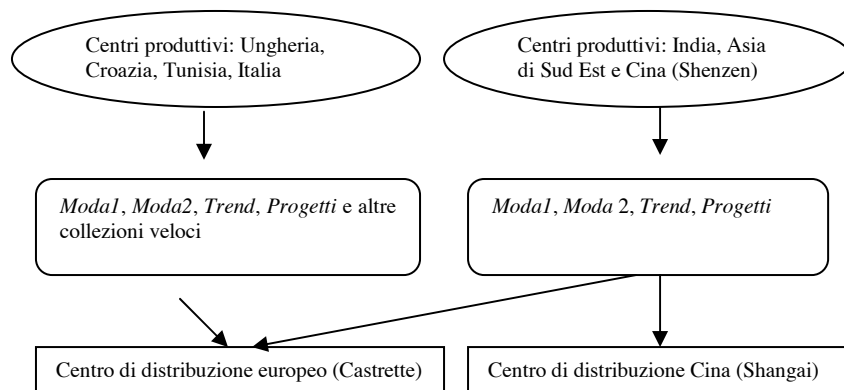 Centri produttivi: Ungheria,
Croazia, Tunisia, Italia
Centri produttivi: India, Asia
di Sud Est e Cina (Shenzen)
Moda1, Moda2, Trend, Progetti e altre
collezioni veloci
Moda1, Moda 2, Trend, Progetti
Centro di distribuzione europeo (Castrette)
Centro di distribuzione Cina (Shangai)